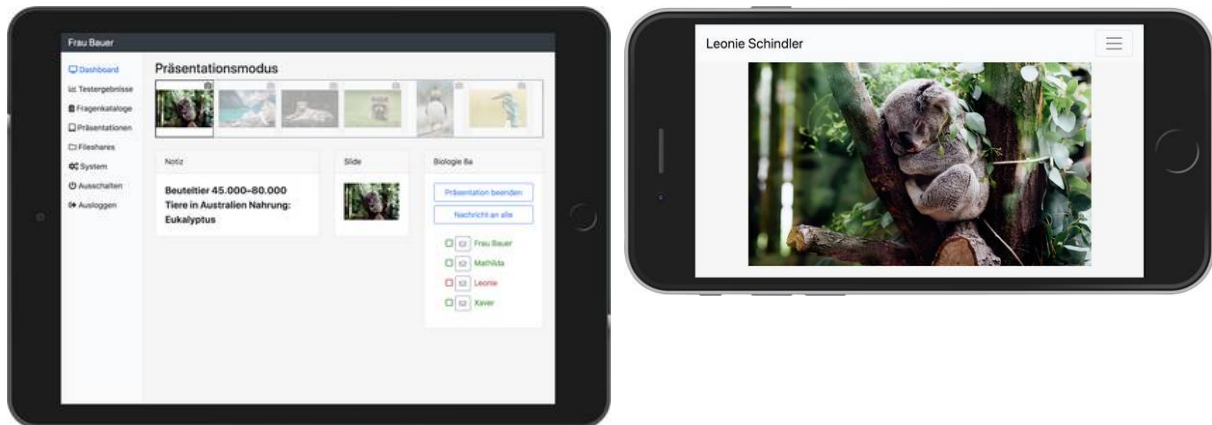 Frau Bauer
Dashboard
Testergebnisse
Fragenkataloge
Präsentationen
Fileshares
System
Ausschalten
Ausloggen
Präsentationsmodus
Notiz
Beuteltier 45.000–80.000
Tiere in Australien Nahrung:
Eukalyptus
Slide
Biologie 8a
Präsentation beenden
Nachricht an alle
Frau Bauer
Mathilda
Leonie
Xaver
Leonie Schindler